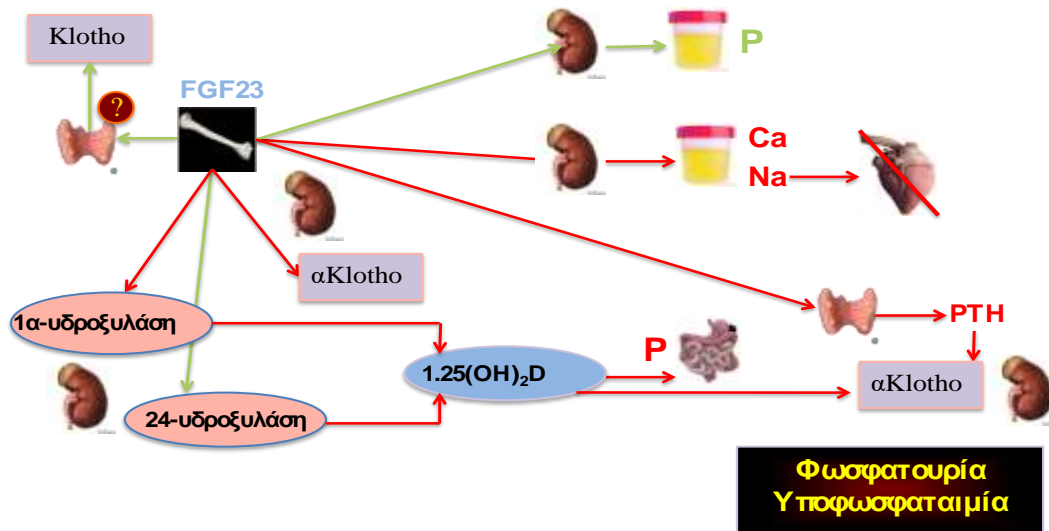 Klotho
FGF23
?
P
Ca
Na
αKlotho
1α-υδροξυλάση
24-υδροξυλάση
1.25(OH)₂D
P
PTH
αKlotho
Φωσφατουρία
Υποφωσφαταιμία